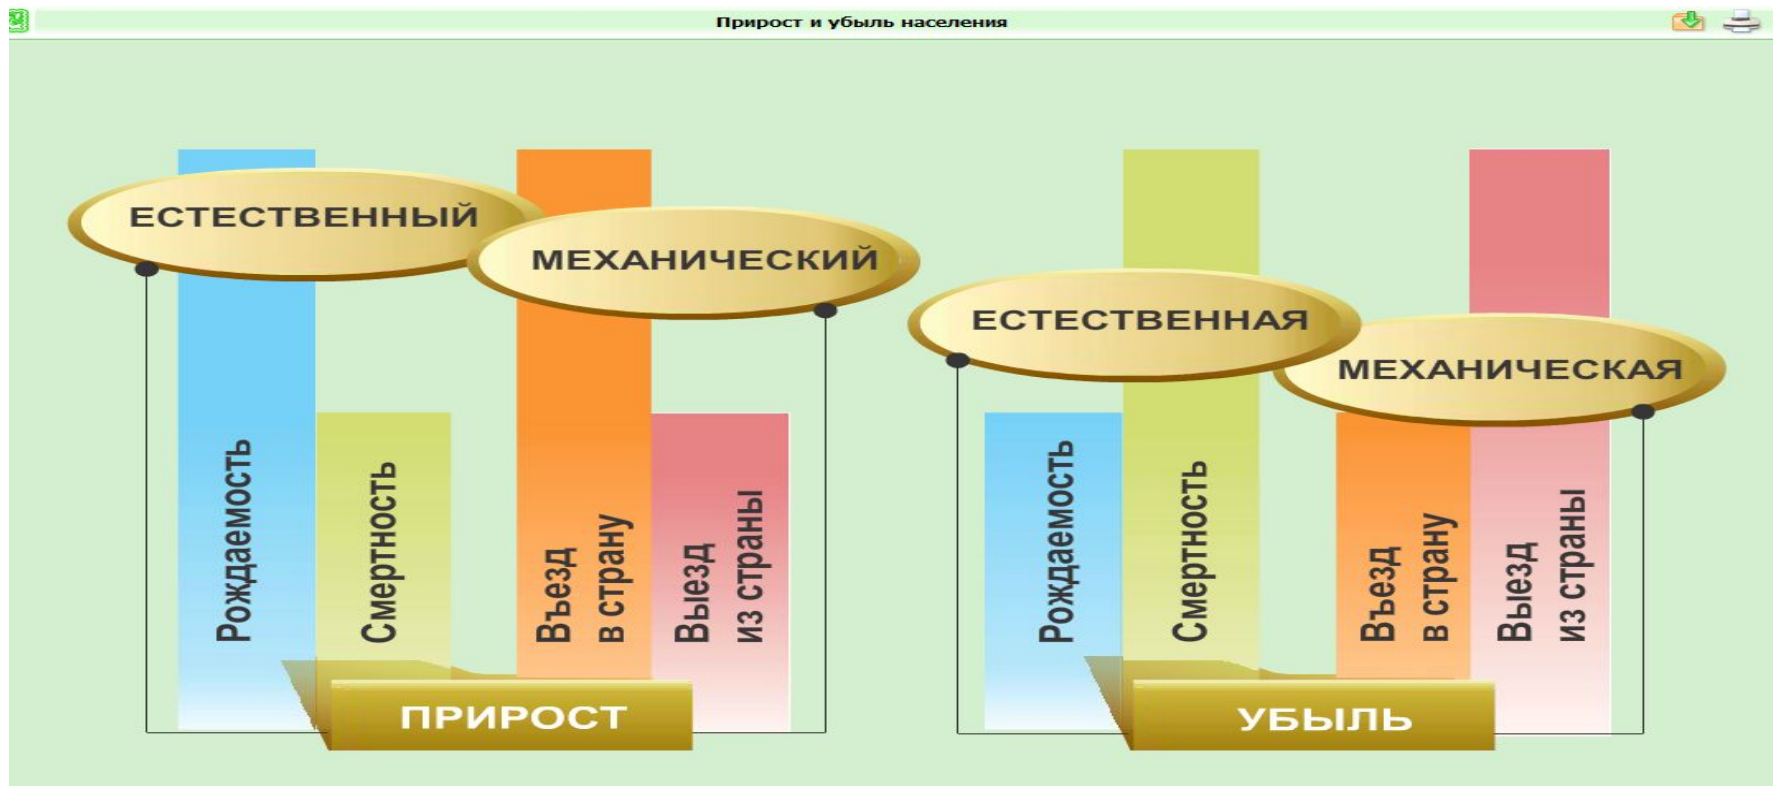 Прирост и убыль населения
ЕСТЕСТВЕННЫЙ
МЕХАНИЧЕСКИЙ
Рождаемость
Смертность
Въезд
в страну
Выезд
из страны
ПРИРОСТ
ЕСТЕСТВЕННАЯ
МЕХАНИЧЕСКАЯ
Рождаемость
Смертность
Въезд
в страну
Выезд
из страны
УБЫЛЬ